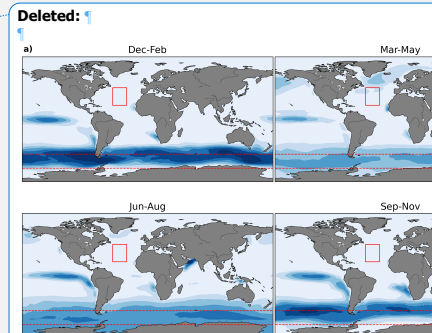 Deleted: ¶
¶
a)
Dec-Feb
Mar-May
Jun-Aug
Sep-Nov